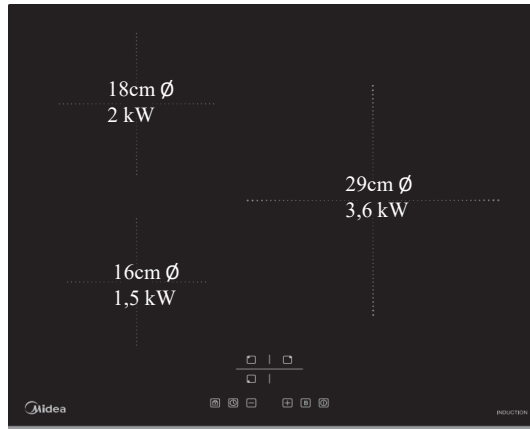 18cm Ø
2 kW
29cm Ø
3,6 kW
16cm Ø
1,5 kW
B
Midea
INDUCTION